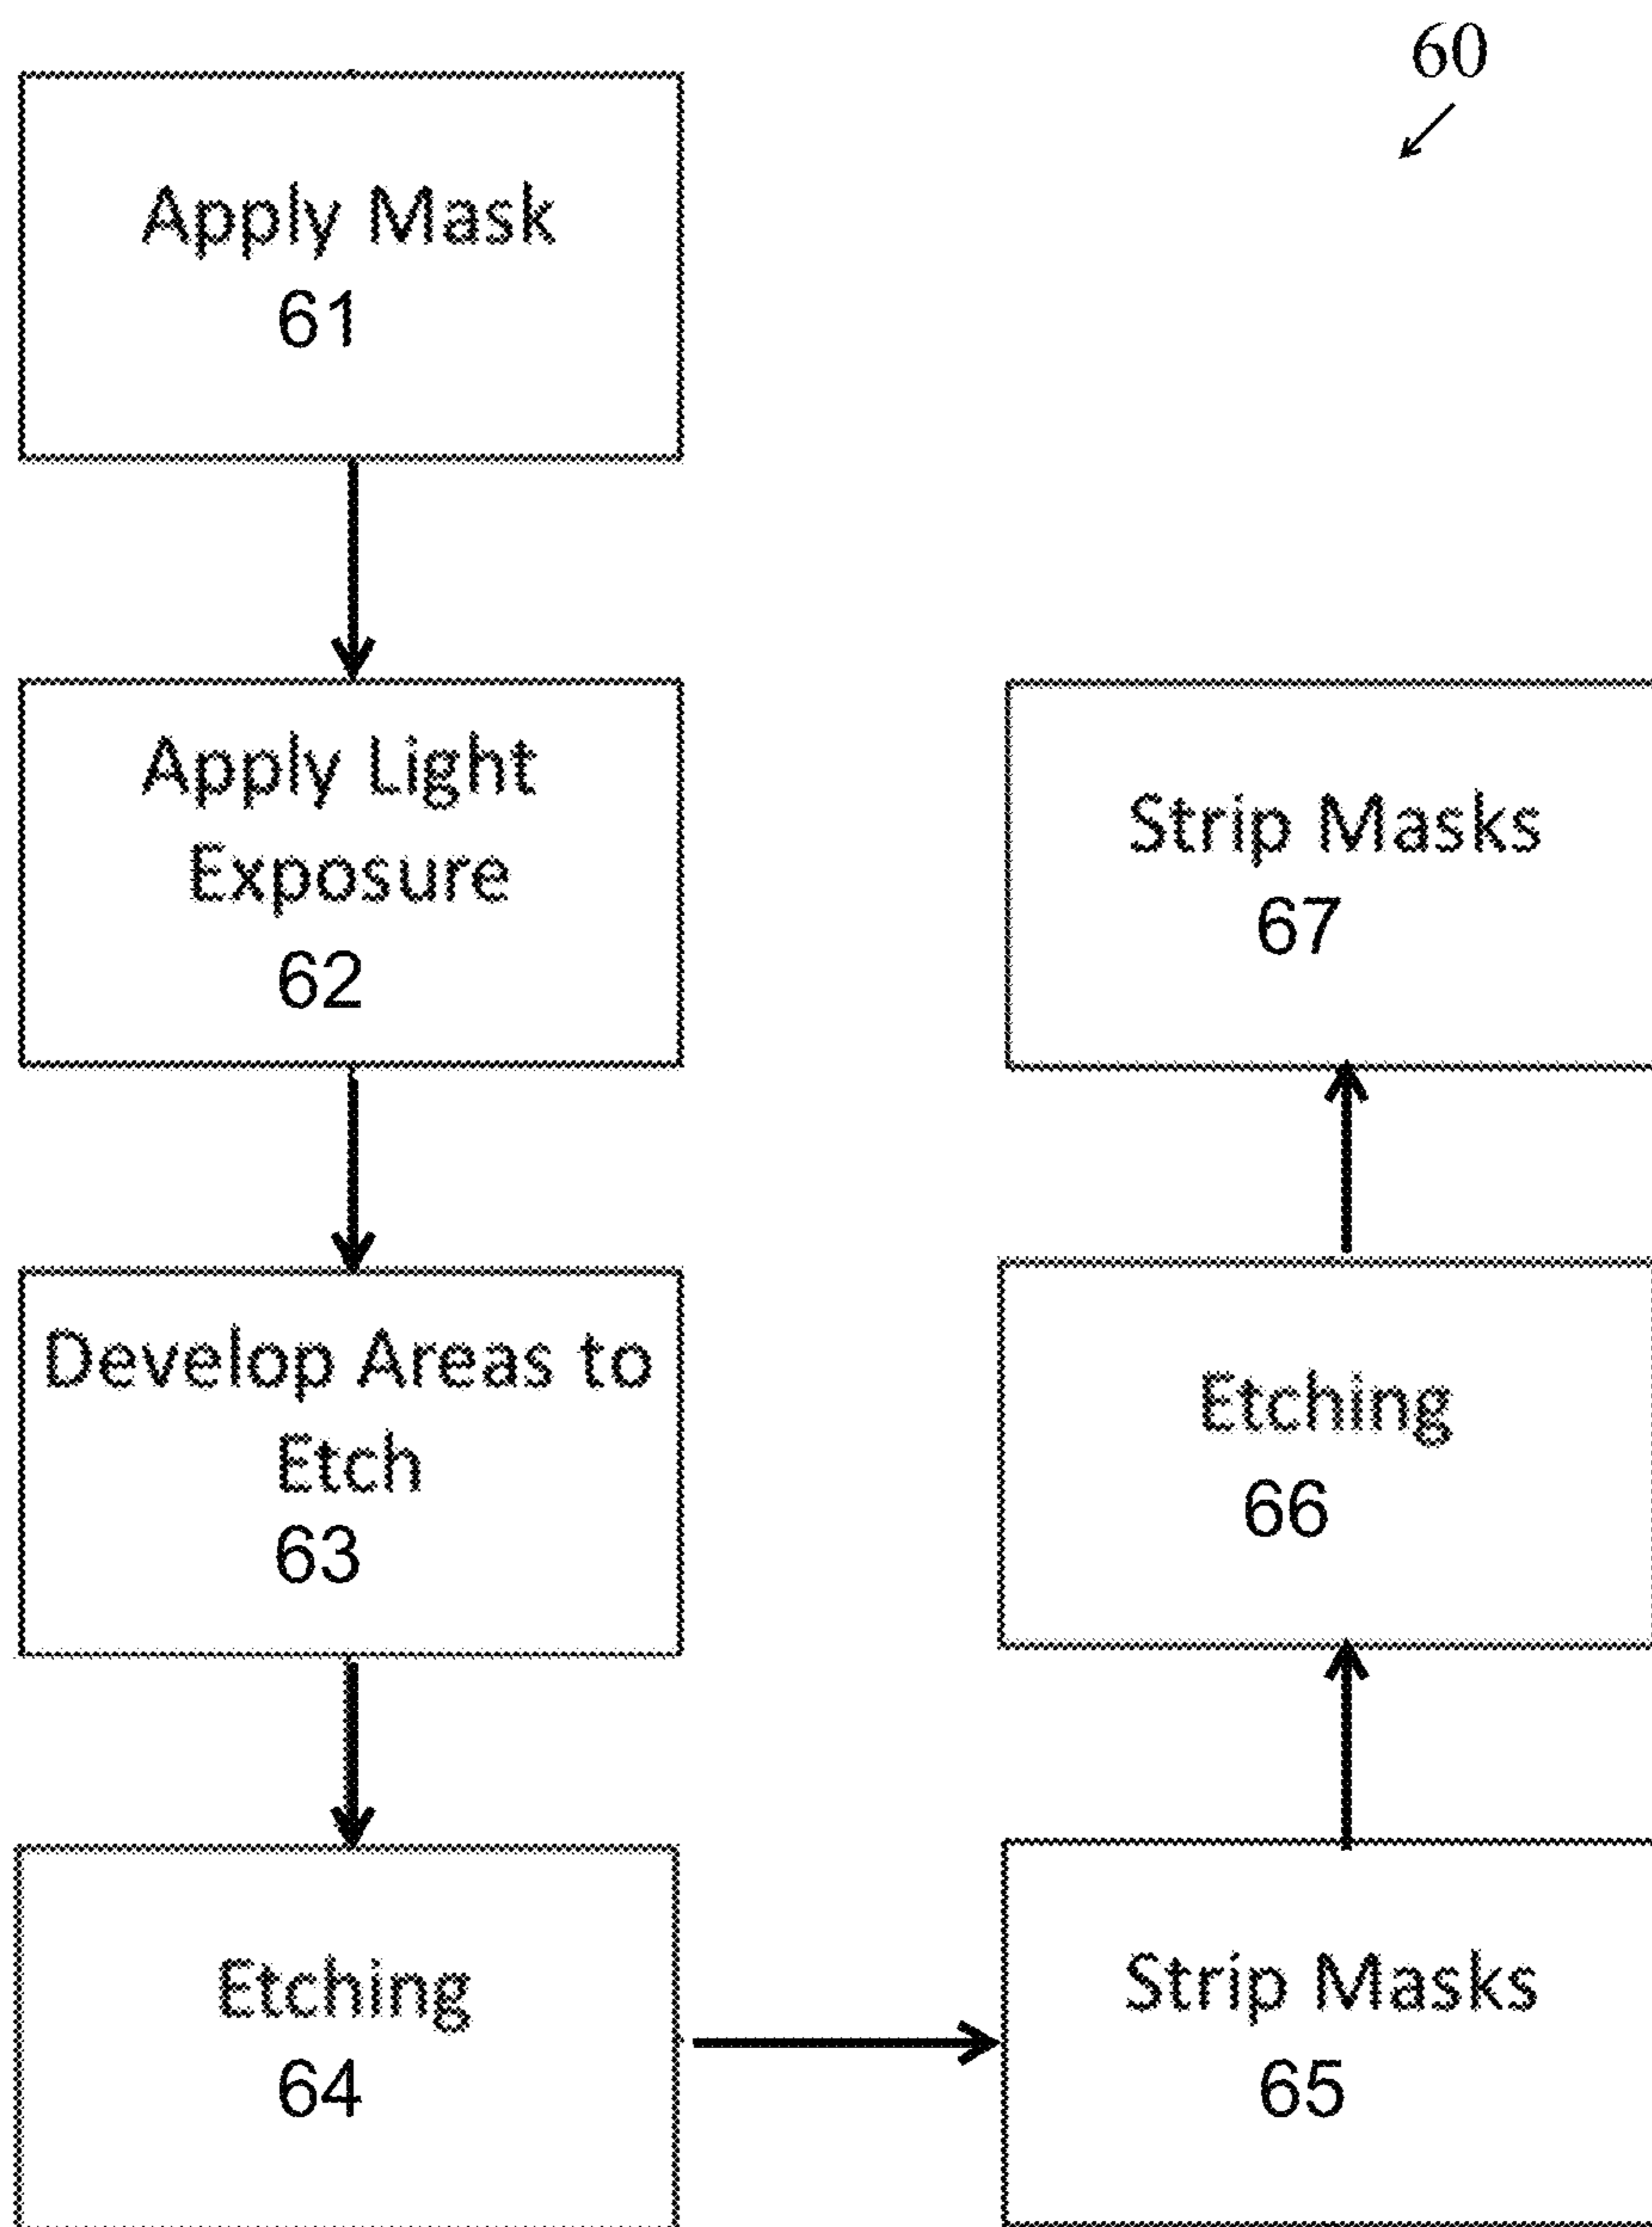 60
Apply Mask
61
Apply Light
Exposure
62
Develop Areas to
Etch
63
Etching
64
Strip Masks
65
Etching
66
Strip Masks
67